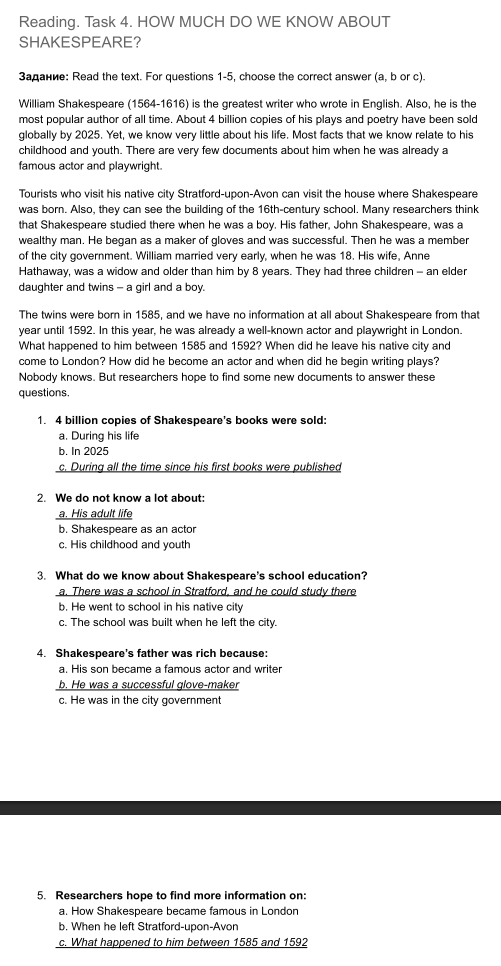 Reading. Task 4. HOW MUCH DO WE KNOW ABOUT
SHAKESPEARE?
Задание: Read the text. For questions 1-5, choose the correct answer (a, b or c).
William Shakespeare (1564-1616) is the greatest writer who wrote in English. Also, he is the
most popular author of all time. About 4 billion copies of his plays and poetry have been sold
globally by 2025. Yet, we know very little about his life. Most facts that we know relate to his
childhood and youth. There are very few documents about him when he was already a
famous actor and playwright.
Tourists who visit his native city Stratford-upon-Avon can visit the house where Shakespeare
was born. Also, they can see the building of the 16th-century school. Many researchers think
that Shakespeare studied there when he was a boy. His father, John Shakespeare, was a
wealthy man. He began as a maker of gloves and was successful. Then he was a member
of the city government. William married very early, when he was 18. His wife, Anne
Hathaway, was a widow and older than him by 8 years. They had three children – an elder
daughter and twins – a girl and a boy.
The twins were born in 1585, and we have no information at all about Shakespeare from that
year until 1592. In this year, he was already a well-known actor and playwright in London.
What happened to him between 1585 and 1592? When did he leave his native city and
come to London? How did he become an actor and when did he begin writing plays?
Nobody knows. But researchers hope to find some new documents to answer these
questions.
1. 4 billion copies of Shakespeare's books were sold:
a. During his life
b. In 2025
c. During all the time since his first books were published
2. We do not know a lot about:
a. His adult life
b. Shakespeare as an actor
c. His childhood and youth
3. What do we know about Shakespeare's school education?
a. There was a school in Stratford, and he could study there
b. He went to school in his native city
c. The school was built when he left the city.
4. Shakespeare's father was rich because:
a. His son became a famous actor and writer
b. He was a successful glove-maker
c. He was in the city government
5. Researchers hope to find more information on:
a. How Shakespeare became famous in London
b. When he left Stratford-upon-Avon
c. What happened to him between 1585 and 1592